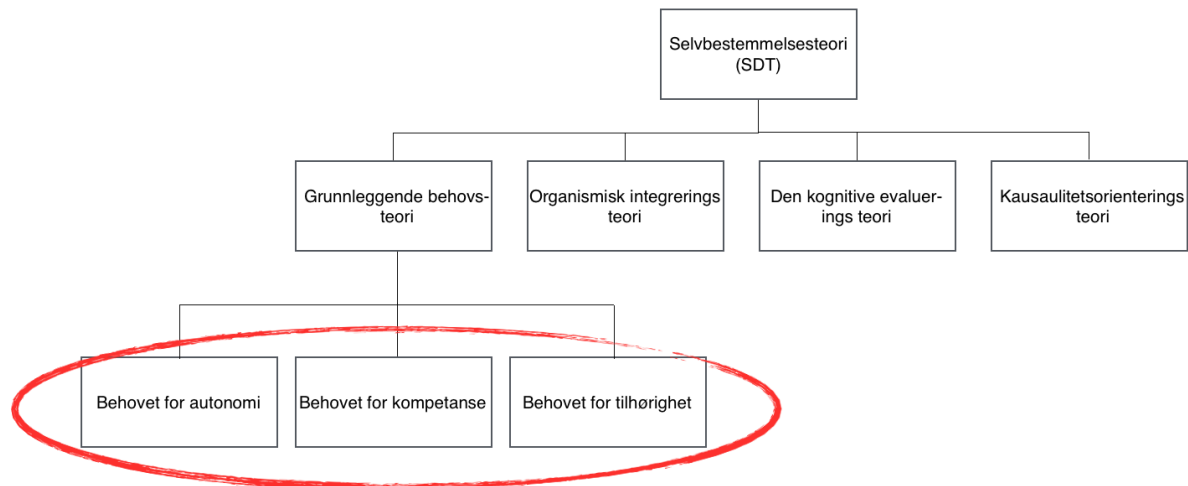 Selvbestemmelsesteori
(SDT)
Grunnleggende behovs-
teori
Organismisk integrerings
teori
Den kognitive evaluer-
ings teori
Kausaulitetsorienterings
teori
Behovet for autonomi
Behovet for kompetanse
Behovet for tilhørighet